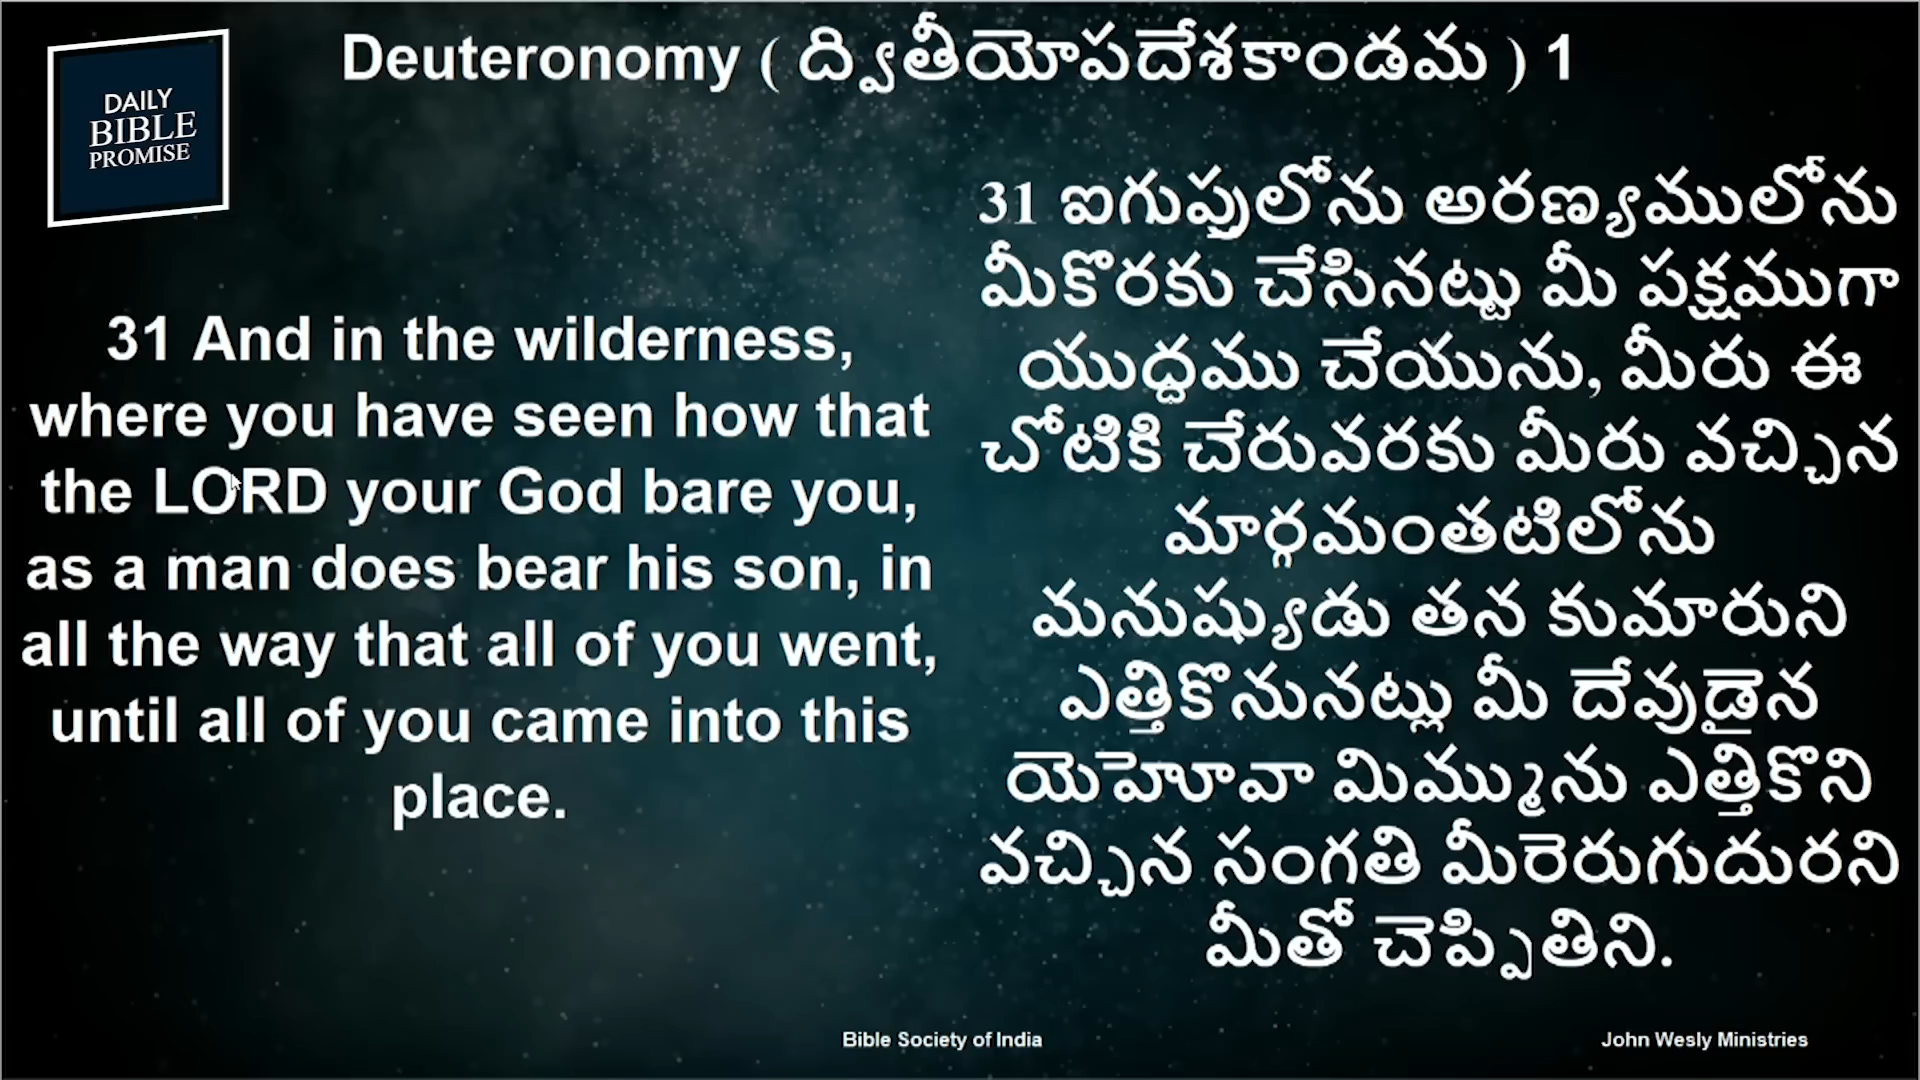 Deuteronomy ( ద్వితీయోపదేశకాండమ ) 1
DAILY
BIBLE
PROMISE
31 And in the wilderness,
where you have seen how that
the LORD your God bare you,
as a man does bear his son, in
all the way that all of you went,
until all of you came into this
place.
31 ఐగుప్తులోను అరణ్యములోను
మీకొరకు చేసినట్టు మీ పక్షముగా
యుద్ధము చేయును, మీరు ఈ
చోటికి చేరువరకు మీరు వచ్చిన
మార్గమంతటిలోను
మనుష్యుడు తన కుమారుని
ఎత్తికొనునట్లు మీ దేవుడైన
యెహోవా మిమ్మును ఎత్తికొని
వచ్చిన సంగతి మీరెరుగుదురని
మీతో చెప్పితిని.
Bible Society of India
John Wesly Ministries